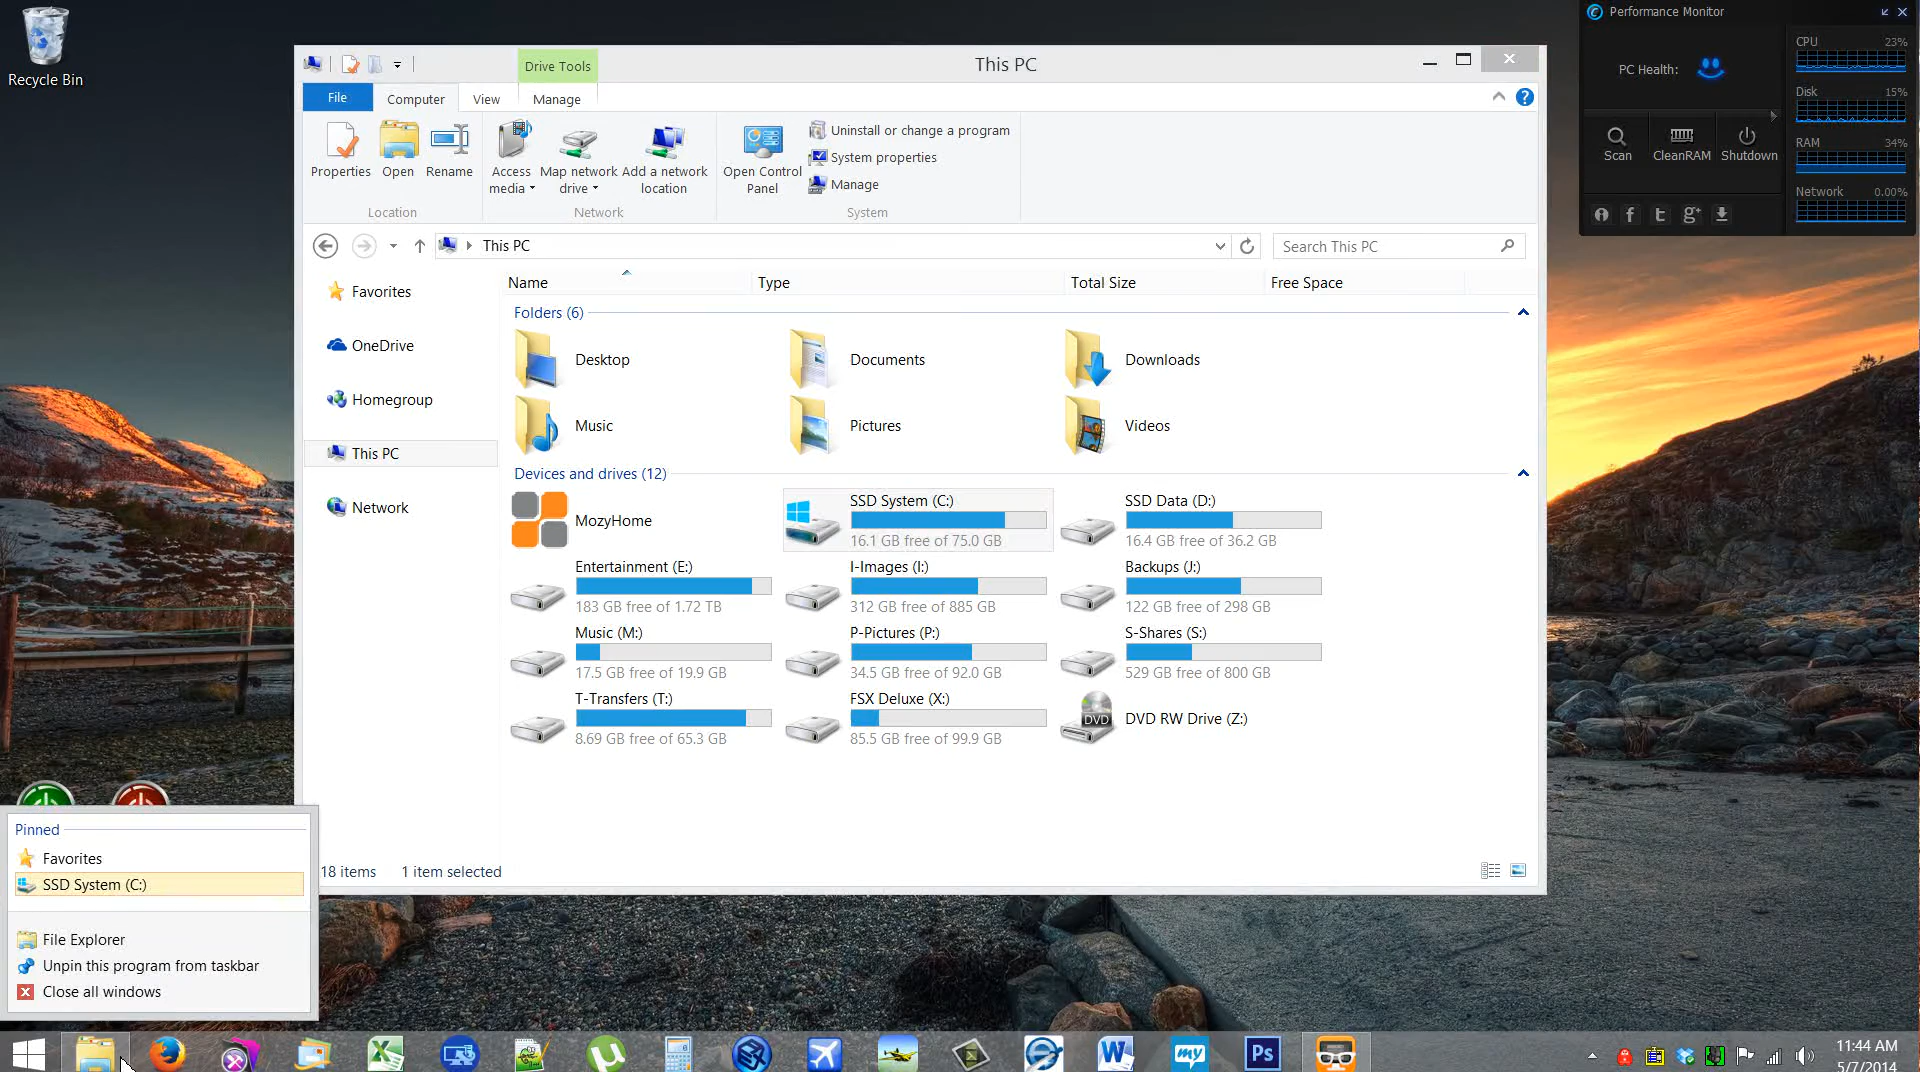 Recycle Bin
Drive Tools
This PC
File
Computer
View
Manage
Properties
Open
Rename
Location
Access media
Map network drive
Add a network location
Network
Open Control Panel
Uninstall or change a program
System properties
Manage
System
This PC
Search This PC
Favorites
OneDrive
Homegroup
This PC
Network
Name
Type
Total Size
Free Space
Folders (6)
Desktop
Documents
Downloads
Music
Pictures
Videos
Devices and drives (12)
MozyHome
SSD System (C:)
16.1 GB free of 75.0 GB
SSD Data (D:)
16.4 GB free of 36.2 GB
Entertainment (E:)
183 GB free of 1.72 TB
I-Images (I:)
312 GB free of 885 GB
Backups (J:)
122 GB free of 298 GB
Music (M:)
17.5 GB free of 19.9 GB
P-Pictures (P:)
34.5 GB free of 92.0 GB
S-Shares (S:)
529 GB free of 800 GB
T-Transfers (T:)
8.69 GB free of 65.3 GB
FSX Deluxe (X:)
85.5 GB free of 99.9 GB
DVD
DVD RW Drive (Z:)
18 items
1 item selected
Performance Monitor
PC Health:
Scan
CleanRAM
Shutdown
CPU 23%
Disk 15%
RAM 34%
Network 0.00%
Pinned
Favorites
SSD System (C:)
File Explorer
Unpin this program from taskbar
Close all windows
my
Ps
11:44 AM
5/7/2014